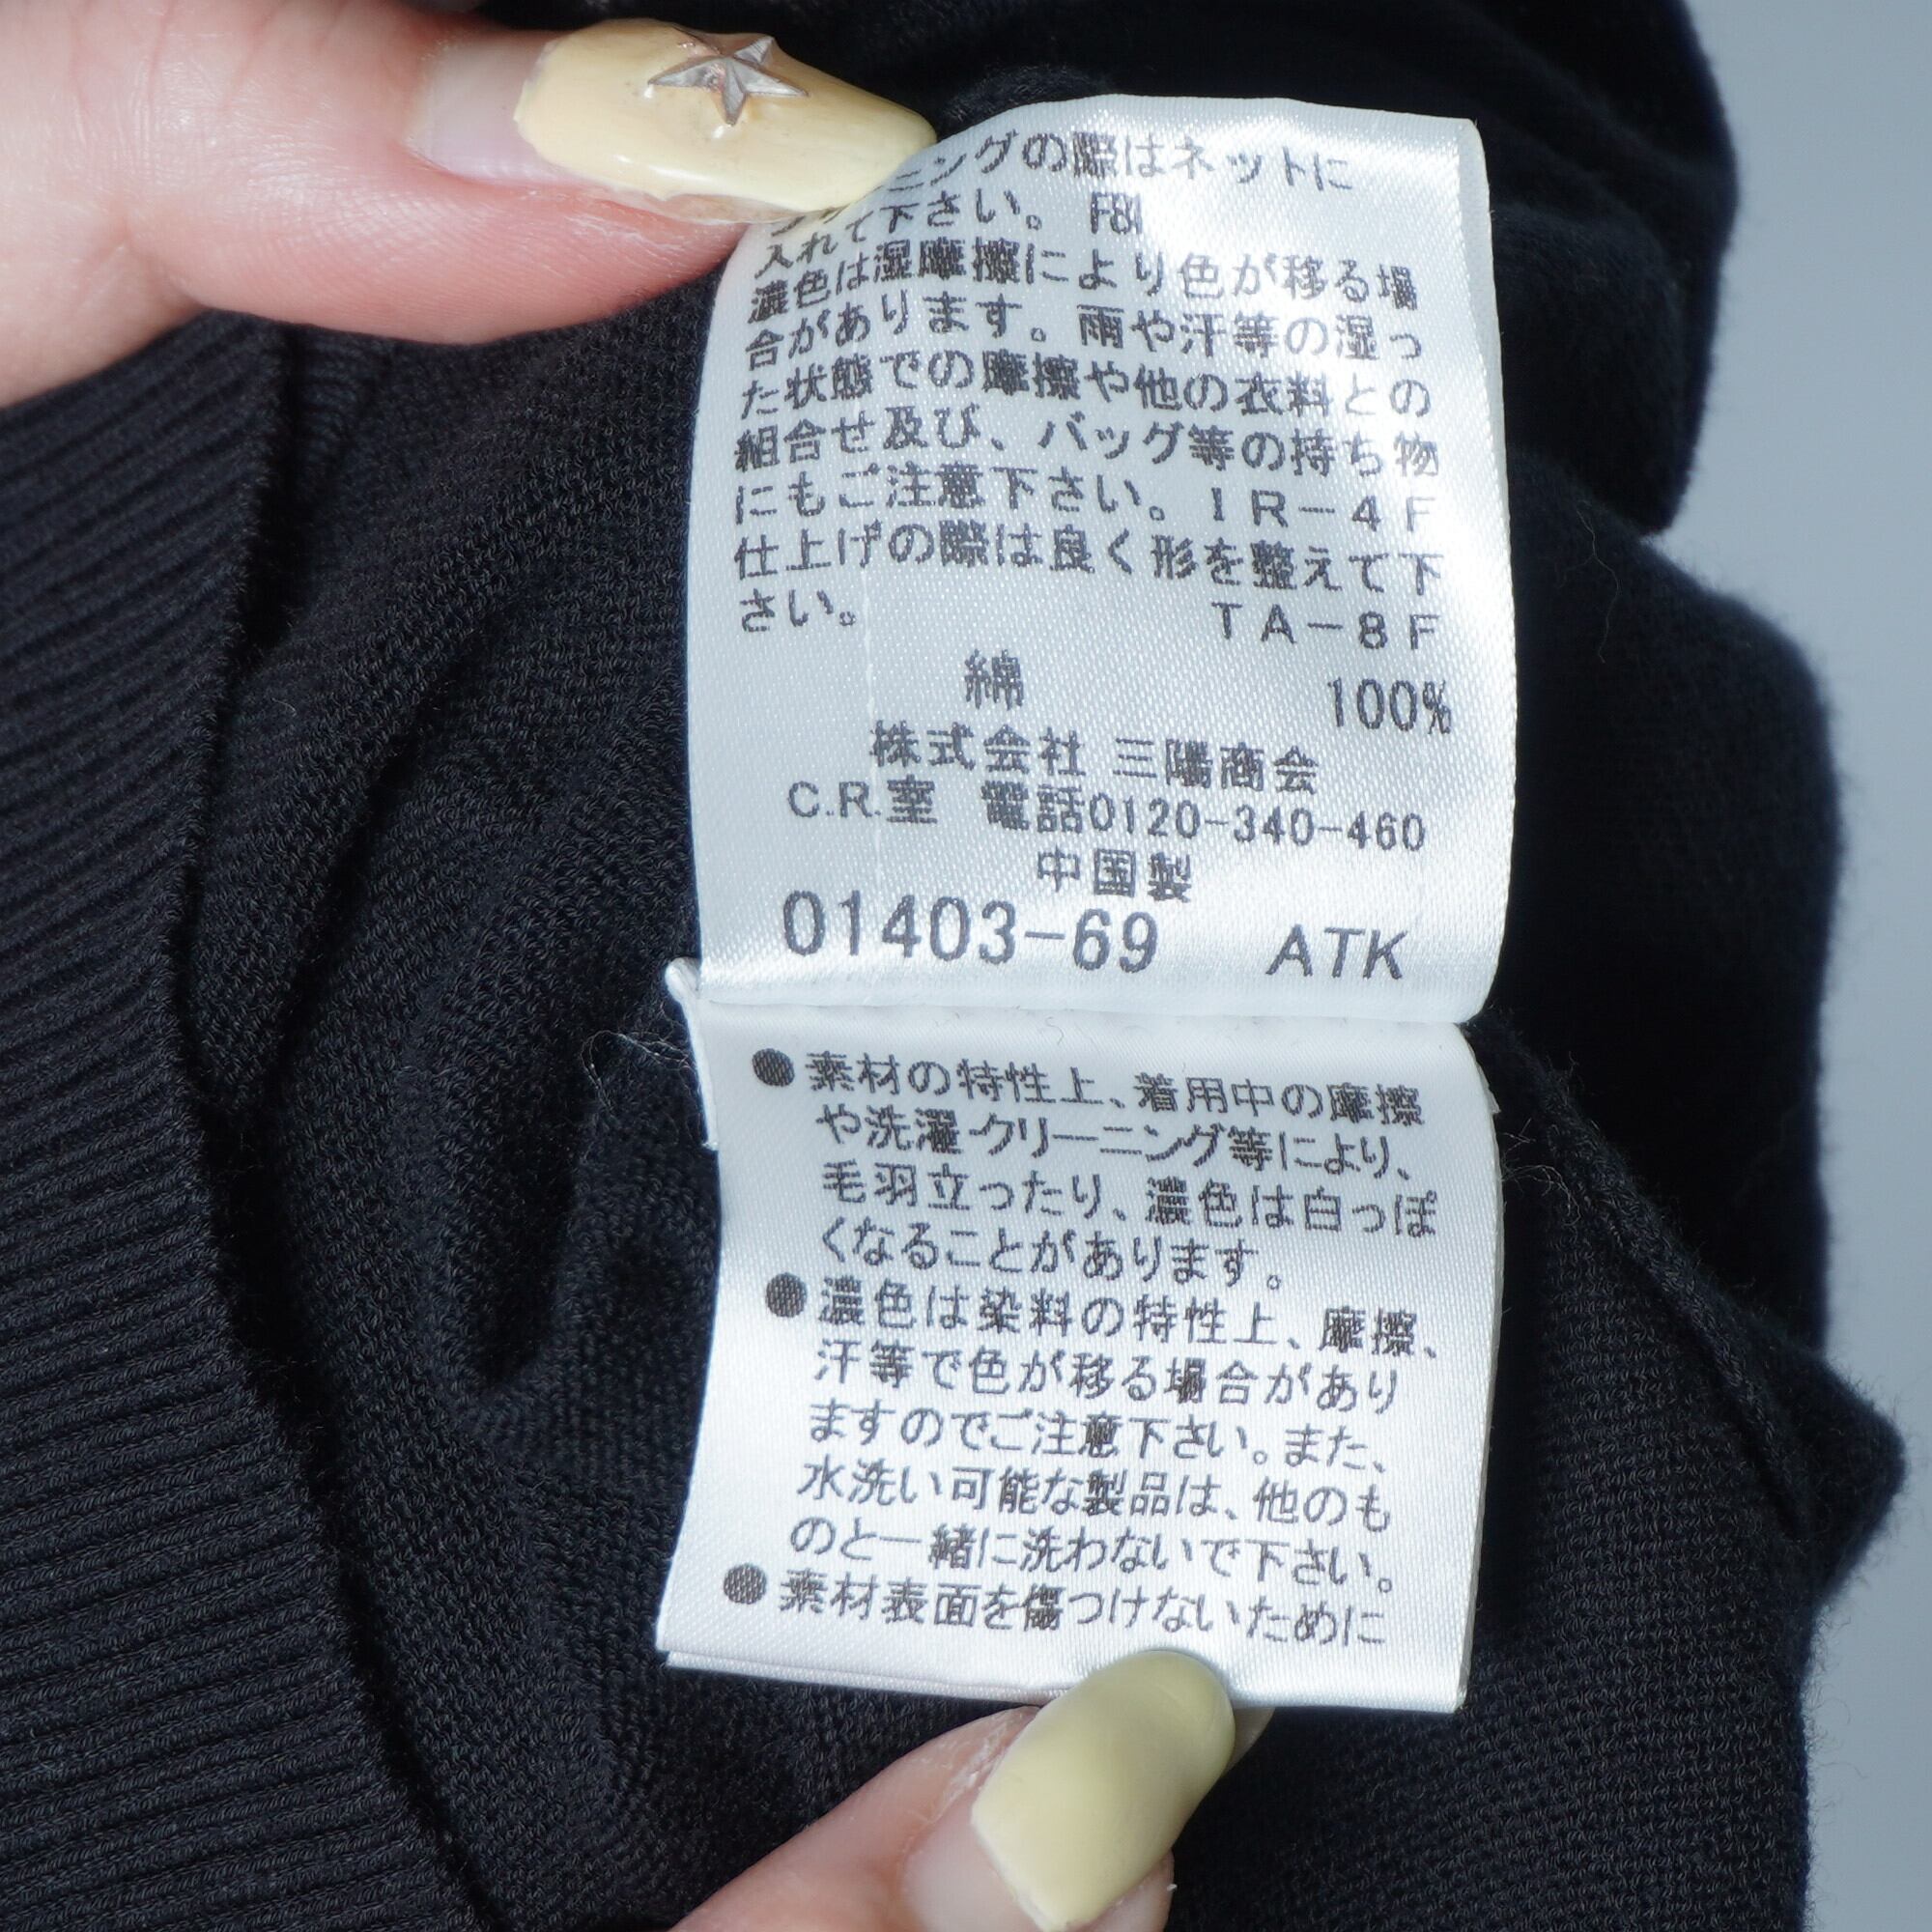 ニングの際はネットに
入れて下さい。 F8I
濃色は湿摩擦により色が移る場
合があります。雨や汗等の湿っ
た状態での摩擦や他の衣料との
組合せ及び、バッグ等の持ち物
にもご注意下さい。IR-4F
仕上げの際は良く形を整えて下
さい。 TA-8F
綿 100%
株式会社 三陽商会
C.R.室 電話0120-340-460
中国製
01403-69 ATK
●素材の特性上、着用中の摩擦
や洗濯・クリーニング等により、
毛羽立ったり、濃色は白っぽ
くなることがあります。
●濃色は染料の特性上、摩擦、
汗等で色が移る場合があり
ますのでご注意下さい。また、
水洗い可能な製品は、他のも
のと一緒に洗わないで下さい。
●素材表面を傷つけないために